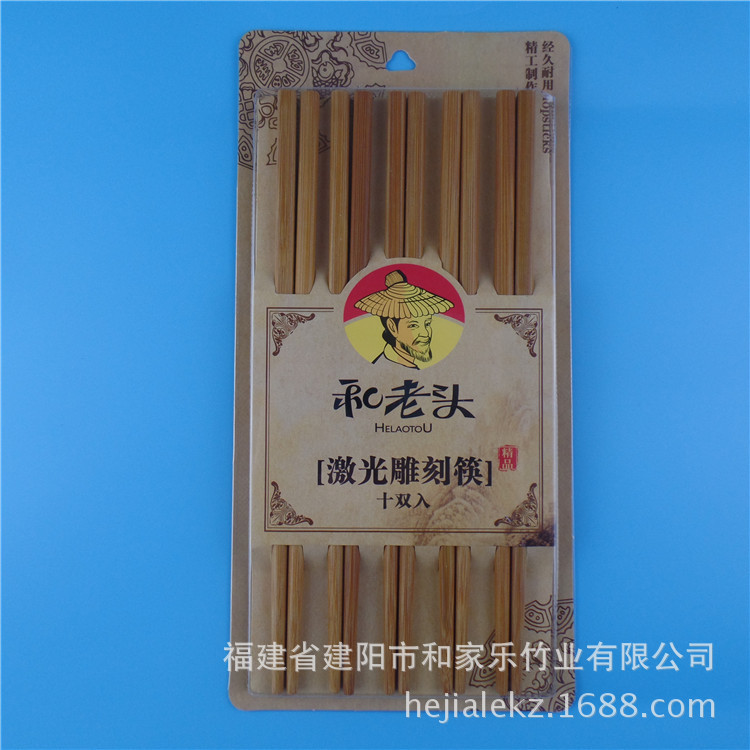 经久耐用
精工制作
opsticks
和老头
HELAOTOU
[激光雕刻筷]
精品
十双入
福建省建阳市和家乐竹业有限公司
hejialekz.1688.com